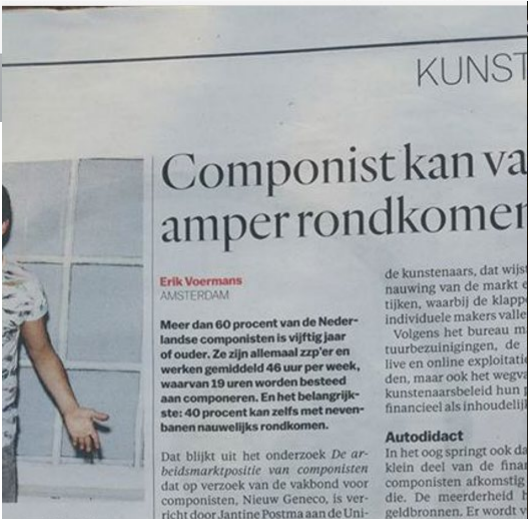 KUNST
Componist kan va
amper rondkomen
Erik Voermans
AMSTERDAM
Meer dan 60 procent van de Neder-
landse componisten is vijftig jaar
of ouder. Ze zijn allemaal zzp'er en
werken gemiddeld 46 uur per week,
waarvan 19 uren worden besteed
aan componeren. En het belangrijk-
ste: 40 procent kan zelfs met neven-
banen nauwelijks rondkomen.
Dat blijkt uit het onderzoek De ar-
beidsmarktpositie van componisten
dat op verzoek van de vakbond voor
componisten, Nieuw Geneco, is ver-
richt door Jantine Postma aan de Uni-
de kunstenaars, dat wijst
nauwing van de markt e
tijken, waarbij de klapp
individuele makers valle
Volgens het bureau m
tuurbezuinigingen, de
live en online exploitatie
den, maar ook het wegva
kunstenaarsbeleid hun p
financieel als inhoudelijk
Autodidact
In het oog springt ook da
klein deel van de finan
componisten afkomstig
die. De meerderheid h
geldbronnen. Er wordt v